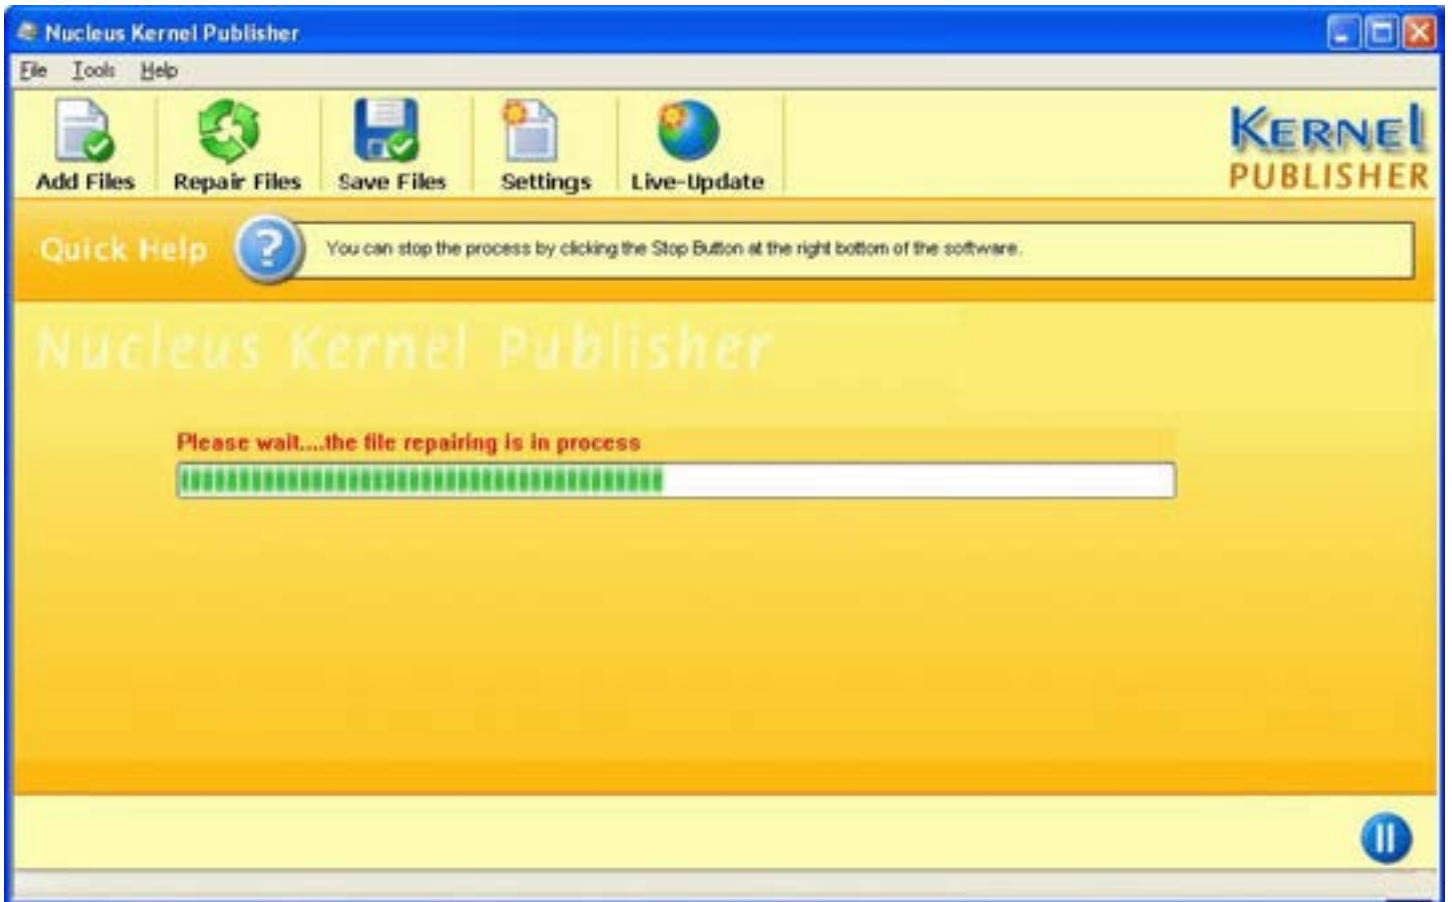 Nucleus Kernel Publisher
File Tools Help
Add Files Repair Files Save Files Settings Live-Update
KERNEl
PUBLISHER
Quick Help ? You can stop the process by clicking the Stop Button at the right bottom of the software.
Nucleus Kernel Publisher
Please wait....the file repairing is in process